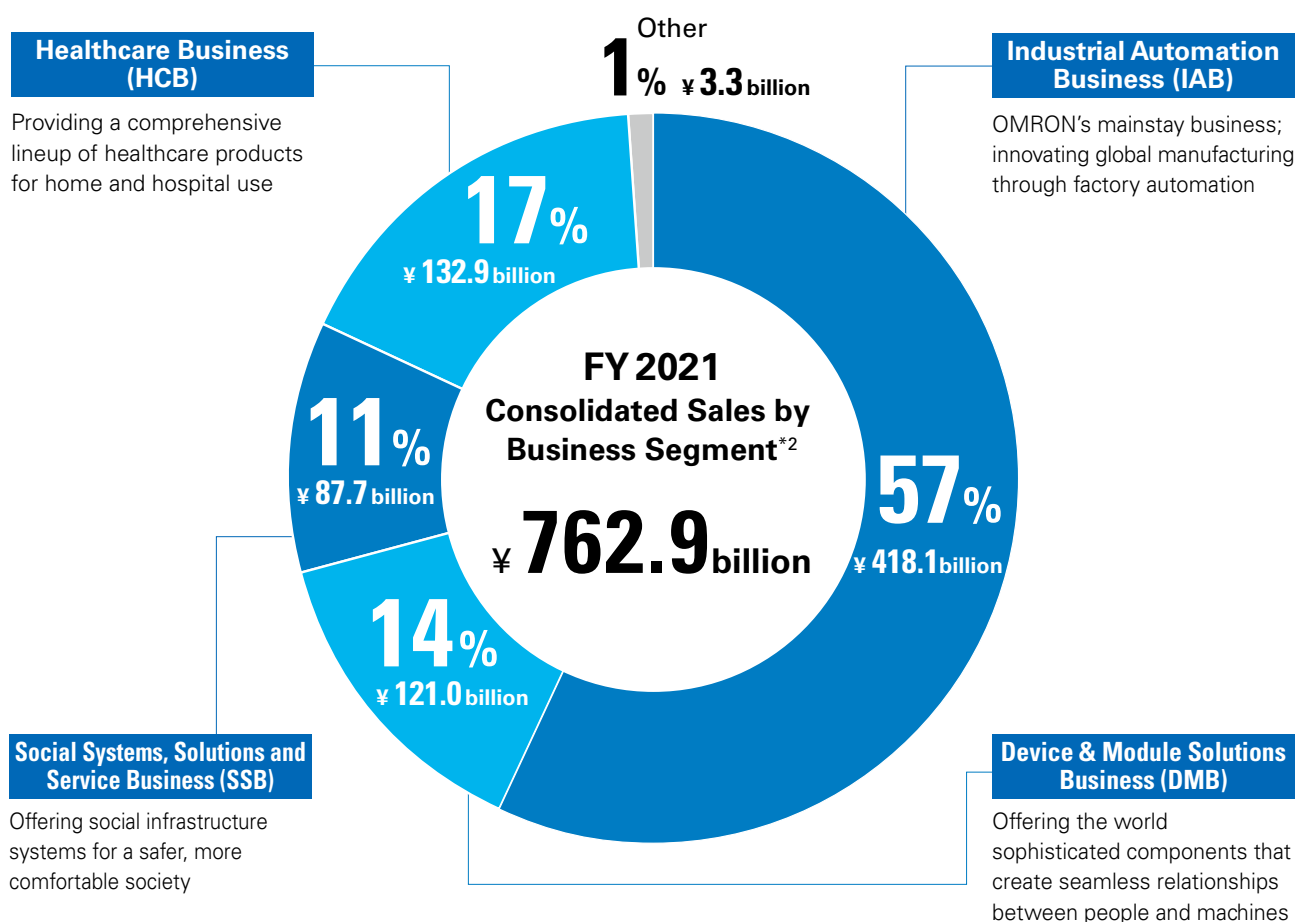 Other
1% ¥ 3.3 billion
Healthcare Business
(HCB)
Providing a comprehensive
lineup of healthcare products
for home and hospital use
Industrial Automation
Business (IAB)
OMRON's mainstay business;
innovating global manufacturing
through factory automation
17%
¥ 132.9 billion
11%
¥ 87.7 billion
14%
¥ 121.0 billion
57%
¥ 418.1 billion
FY 2021
Consolidated Sales by
Business Segment*2
¥ 762.9 billion
Social Systems, Solutions and
Service Business (SSB)
Offering social infrastructure
systems for a safer, more
comfortable society
Device & Module Solutions
Business (DMB)
Offering the world
sophisticated components that
create seamless relationships
between people and machines